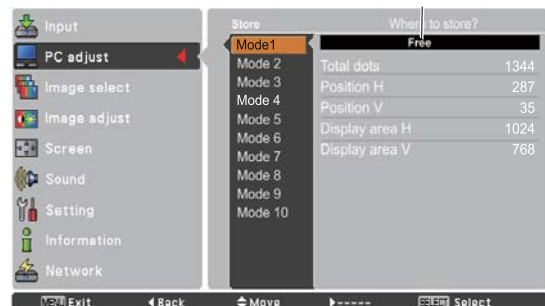 Input
PC adjust
Image select
Image adjust
Screen
Sound
Setting
Information
Network
Store
Mode1
Mode 2
Mode 3
Mode 4
Mode 5
Mode 6
Mode 7
Mode 8
Mode 9
Mode 10
Where to store?
Free
Total dots 1344
Position H 287
Position V 35
Display area H 1024
Display area V 768
MENU Exit ◀Back Move ▶----- SELECT Select